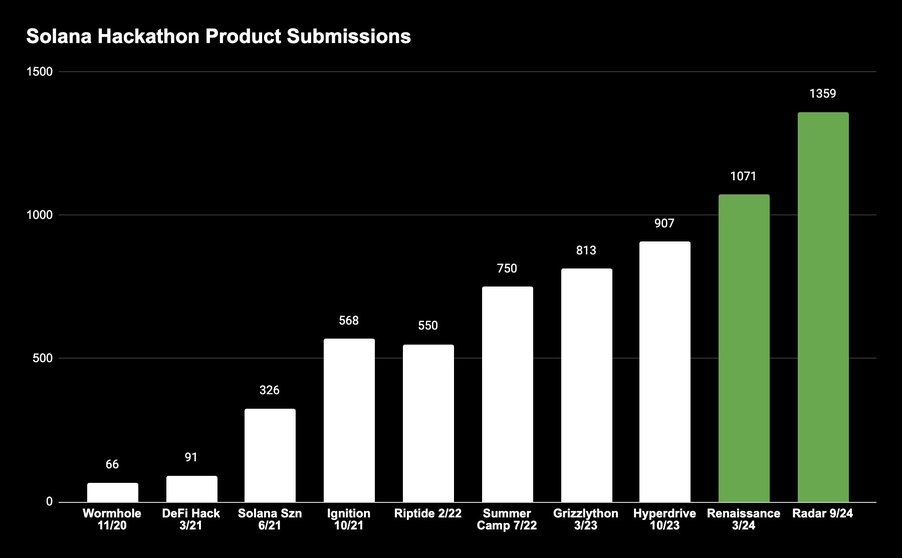 Solana Hackathon Product Submissions
1500
1359
1071
1000
907
813
750
568
550
500
326
91
66
0
Wormhole
11/20
DeFi Hack
3/21
Solana Szn
6/21
Ignition
10/21
Riptide 2/22
Summer
Camp 7/22
Grizzlython
3/23
Hyperdrive
10/23
Renaissance
3/24
Radar 9/24